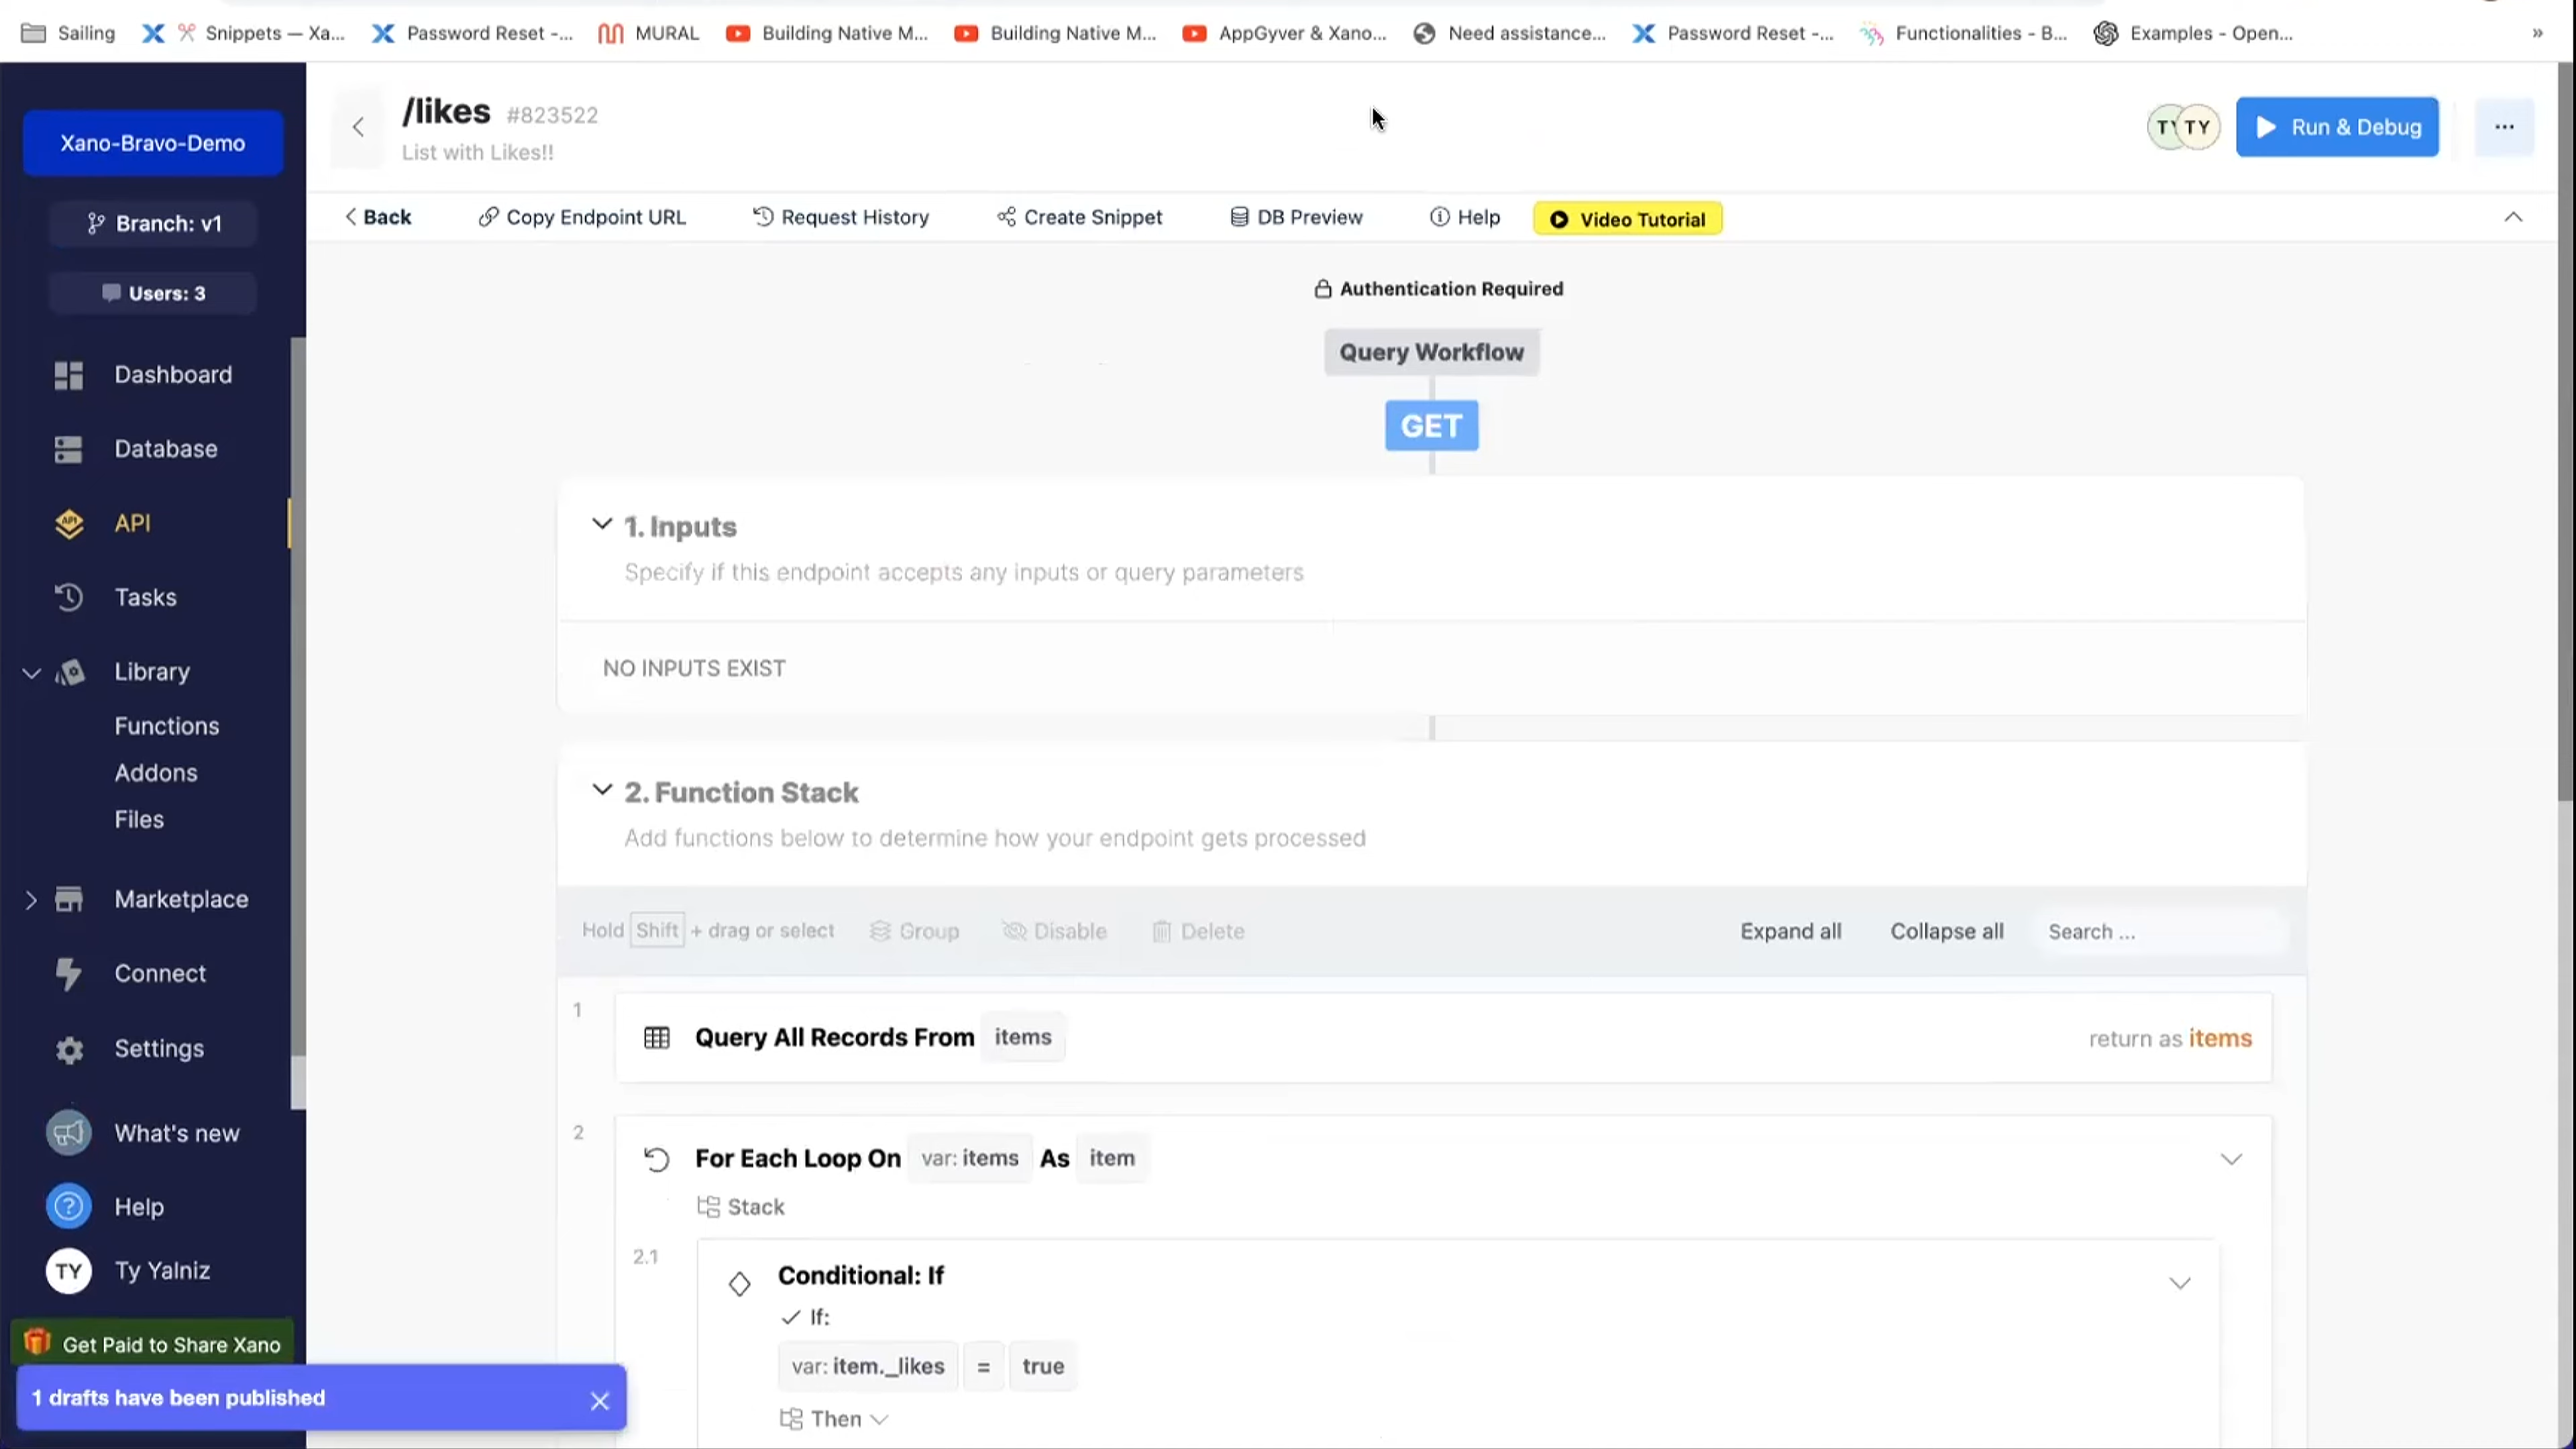 Sailing
Snippets — Xa...
Password Reset -...
MURAL
Building Native M...
Building Native M...
AppGyver & Xano...
Need assistance...
Password Reset -...
Functionalities - B...
Examples - Open...
»
Xano-Bravo-Demo
Branch: v1
Users: 3
Dashboard
Database
API
Tasks
Library
Functions
Addons
Files
Marketplace
Connect
Settings
What's new
Help
TY Ty Yalniz
Get Paid to Share Xano
1 drafts have been published
/likes #823522
List with Likes!!
TY TY
Run & Debug
...
Back
Copy Endpoint URL
Request History
Create Snippet
DB Preview
Help
Video Tutorial
Authentication Required
Query Workflow
GET
1. Inputs
Specify if this endpoint accepts any inputs or query parameters
NO INPUTS EXIST
2. Function Stack
Add functions below to determine how your endpoint gets processed
Hold Shift + drag or select Group Disable Delete Expand all Collapse all Search ...
1
Query All Records From items return as items
2
For Each Loop On var: items As item
Stack
2.1
Conditional: If
If:
var: item._likes = true
Then